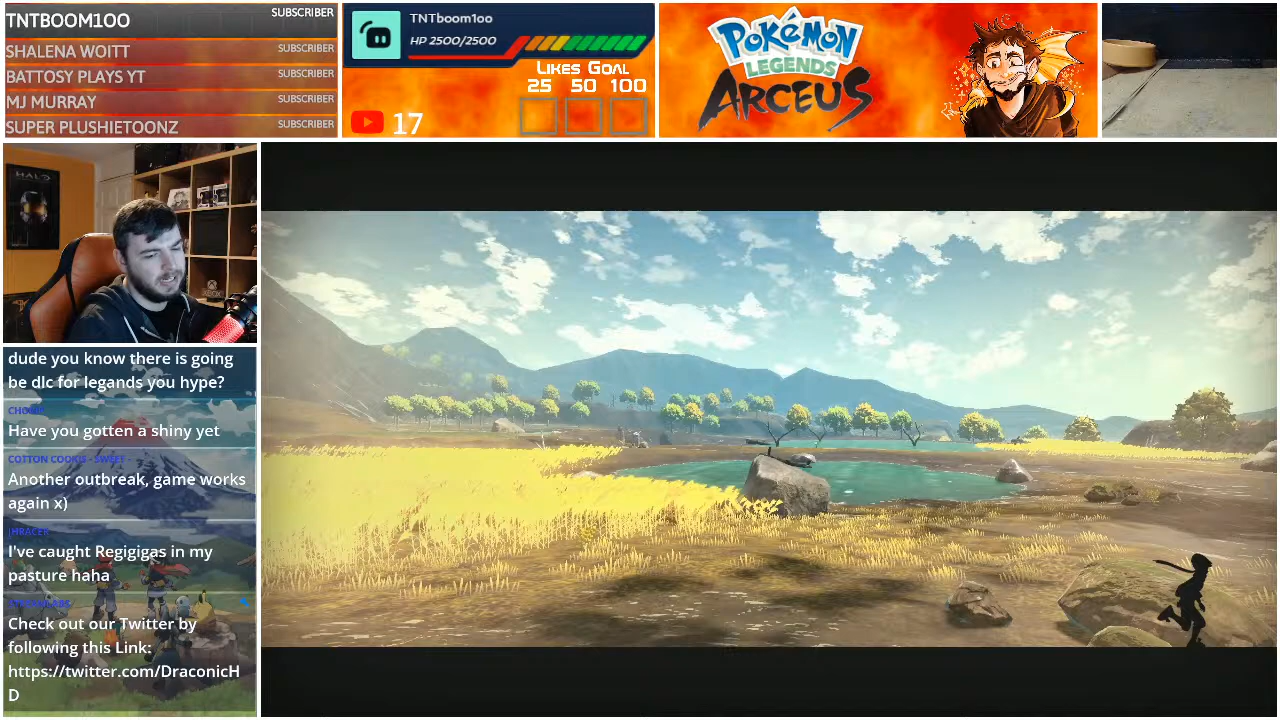 TNTBOOM1OO
SUBSCRIBER
SHALENA WOITT
SUBSCRIBER
BATTOSY PLAYS YT
SUBSCRIBER
MJ MURRAY
SUBSCRIBER
SUPER PLUSHIETOONZ
SUBSCRIBER
TNTboom1oo
HP 2500/2500
LIKES GOAL
25 50 100
17
POKéMON
LEGENDS
ARCEUS
HALO
XBOX
dude you know there is going
be dlc for legands you hype?
Have you gotten a shiny yet
COTTON COOKIS - SWEET -
Another outbreak, game works
again x)
I've caught Regigigas in my
pasture haha
Check out our Twitter by
following this Link:
https://twitter.com/DraconicH
D